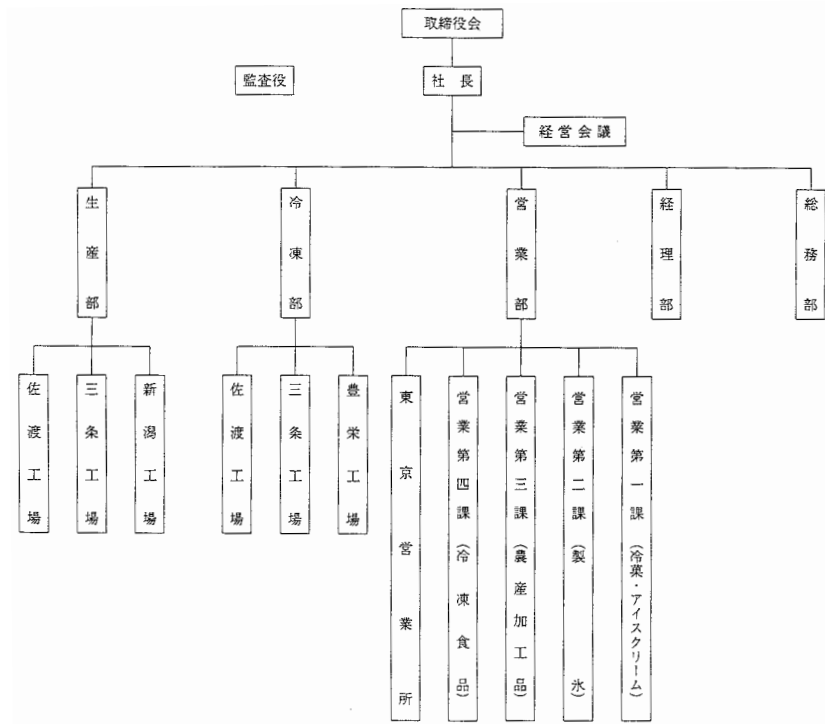 取締役会
監査役
社長
経営会議
生産部
冷凍部
営業部
経理部
総務部
佐渡工場
三条工場
新潟工場
佐渡工場
三条工場
豊栄工場
東京営業所
営業第四課(冷凍食品)
営業第三課(農産加工品)
営業第二課(製氷)
営業第一課(冷菓・アイスクリーム)